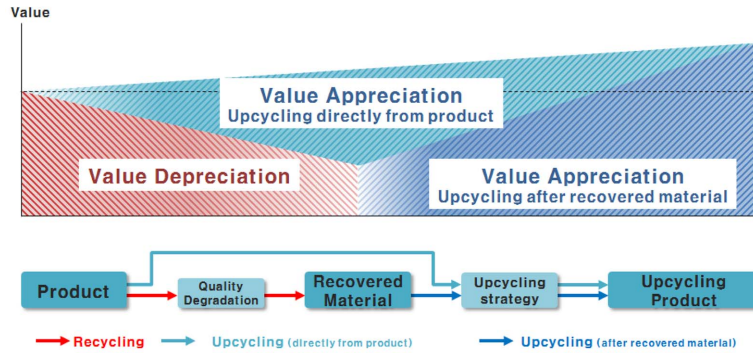 Value
Value Appreciation
Upcycling directly from product
Value Depreciation
Value Appreciation
Upcycling after recovered material
Product
Quality
Degradation
Recovered
Material
Upcycling
strategy
Upcycling
Product
Recycling
Upcycling (directly from product)
Upcycling (after recovered material)